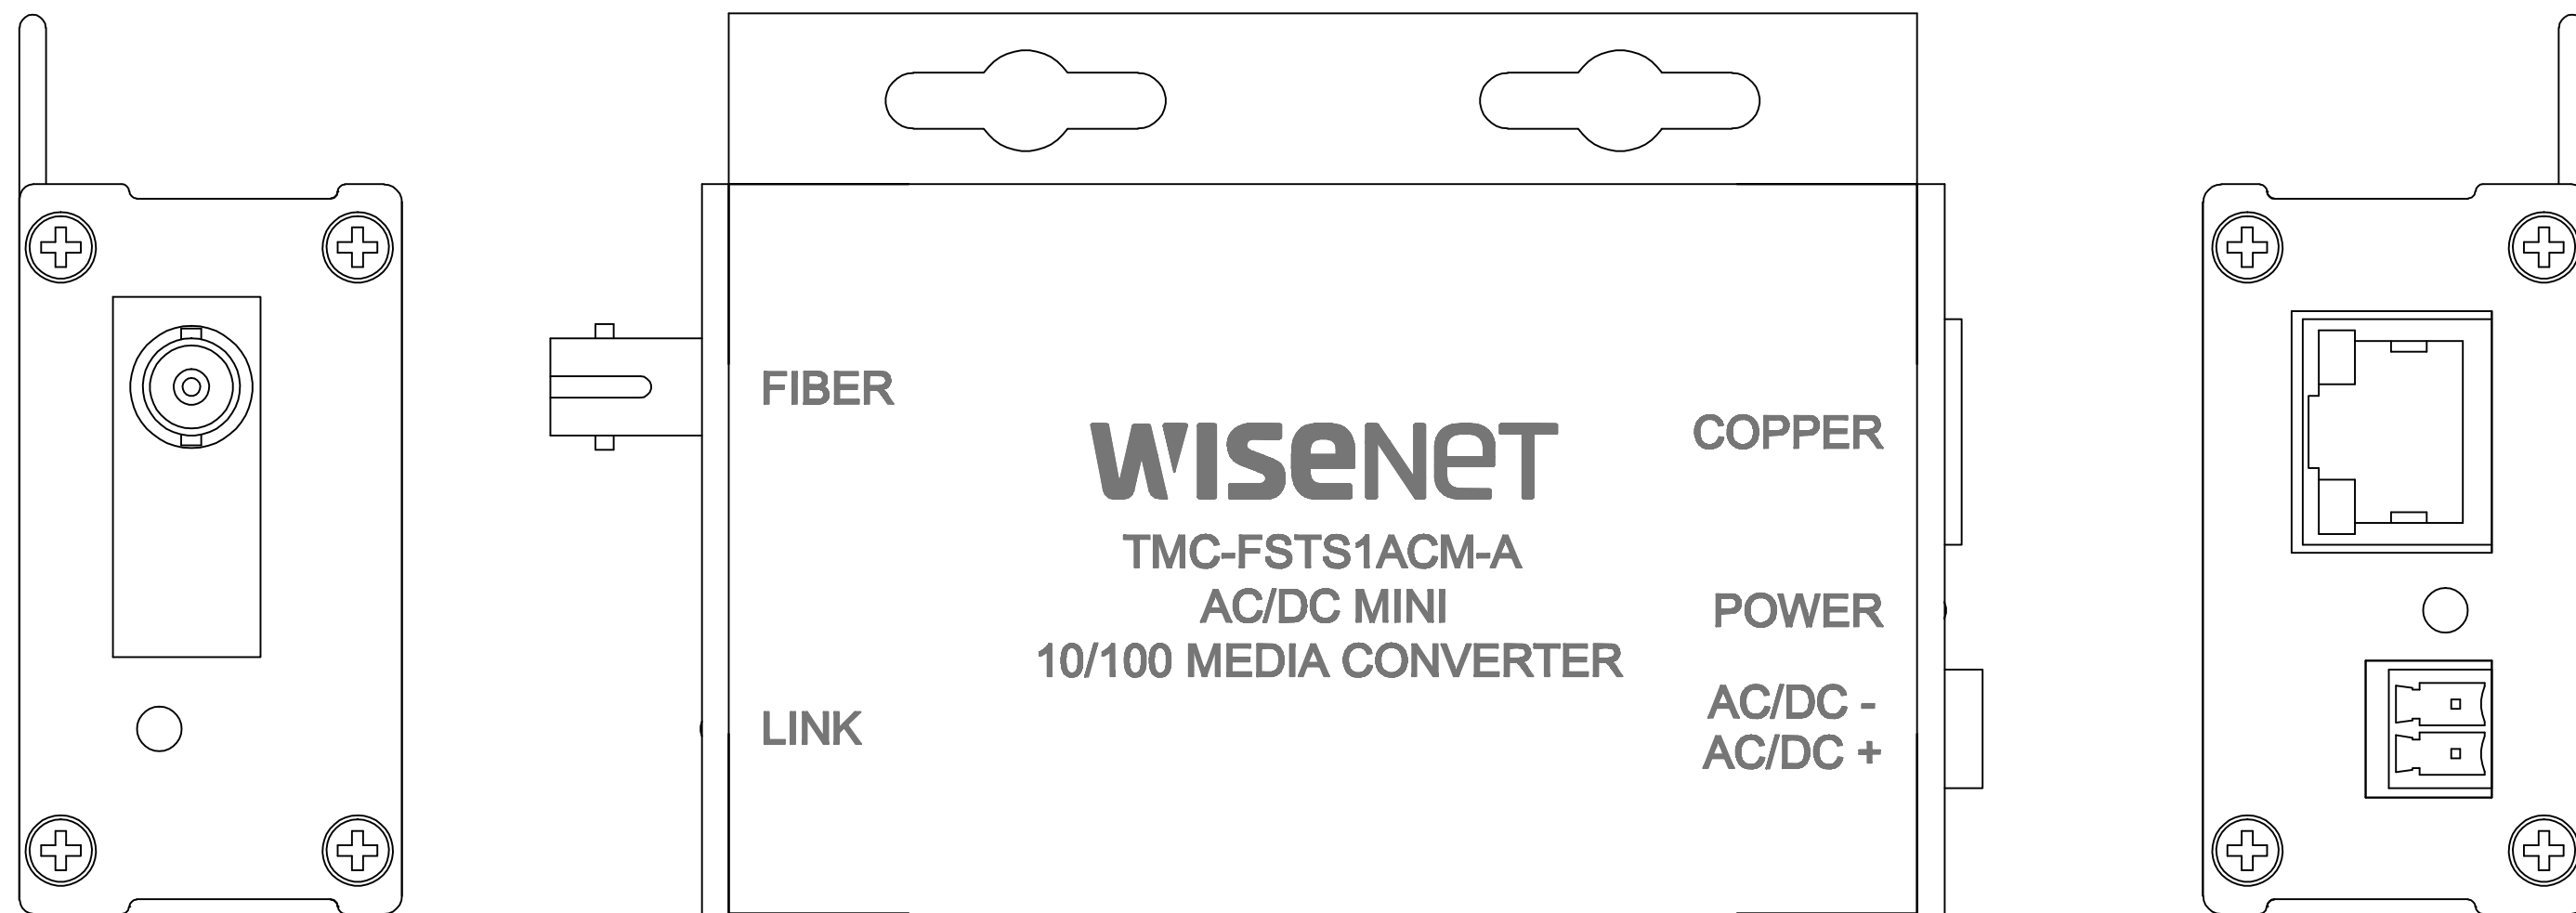 FIBER
COPPER
WISENET
TMC-FSTS1ACM-A
AC/DC MINI
10/100 MEDIA CONVERTER
POWER
LINK
AC/DC -
AC/DC +